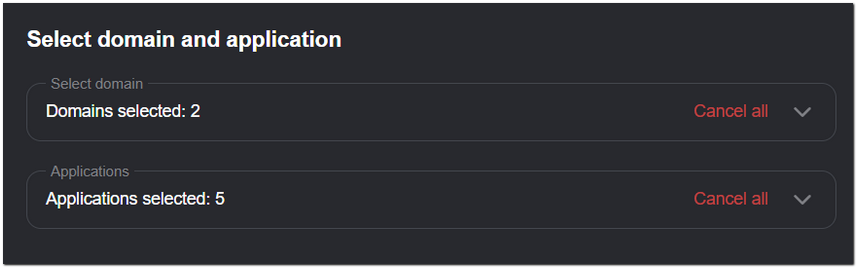 Select domain and application
Select domain
Domains selected: 2 Cancel all
Applications
Applications selected: 5 Cancel all